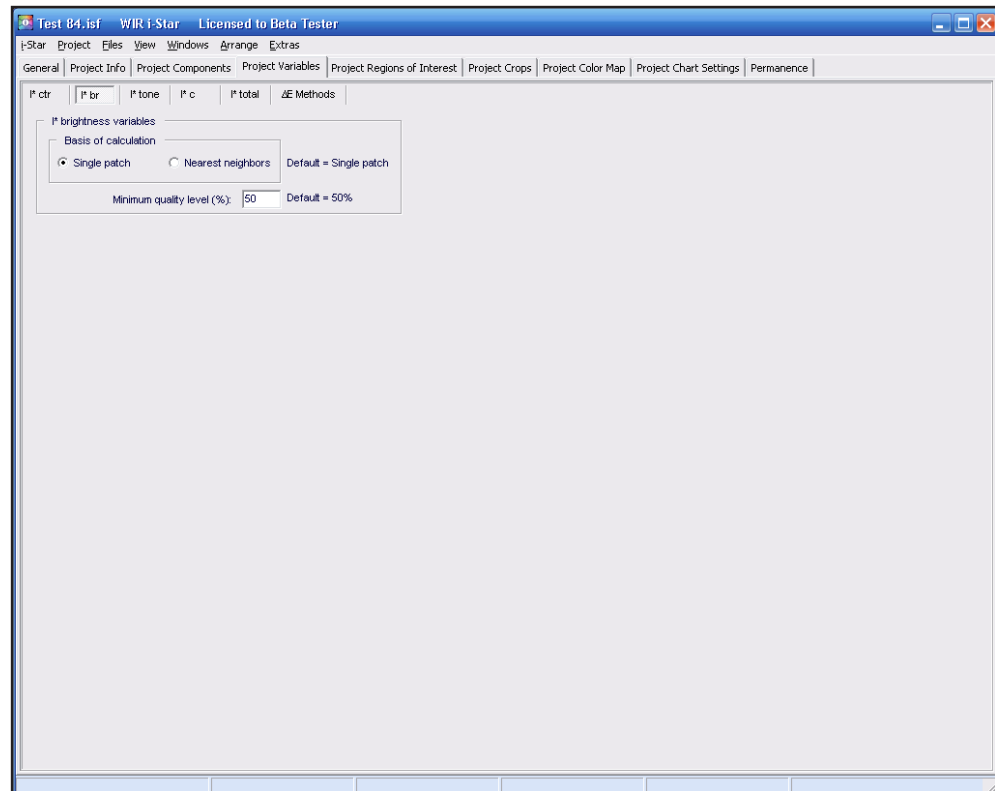 Test 84.isf WIR i-Star Licensed to Beta Tester
i-Star Project Files View Windows Arrange Extras
General Project Info Project Components Project Variables Project Regions of Interest Project Crops Project Color Map Project Chart Settings Permanence
I* ctr I* br I* tone I* c I* total ΔE Methods
I* brightness variables
Basis of calculation
Single patch Nearest neighbors Default = Single patch
Minimum quality level (%): 50 Default = 50%